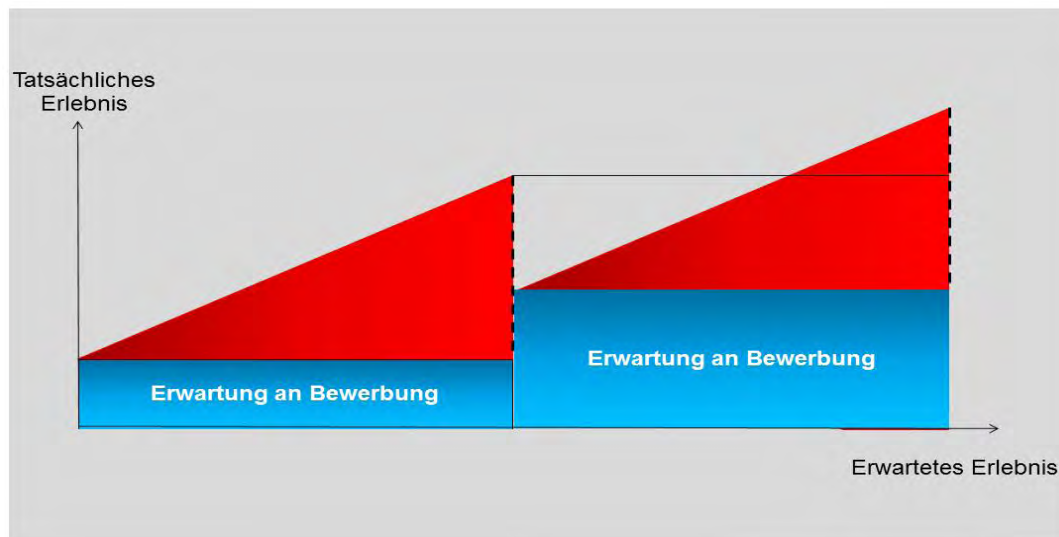 Tatsächliches
Erlebnis
Erwartung an Bewerbung
Erwartung an Bewerbung
Erwartetes Erlebnis